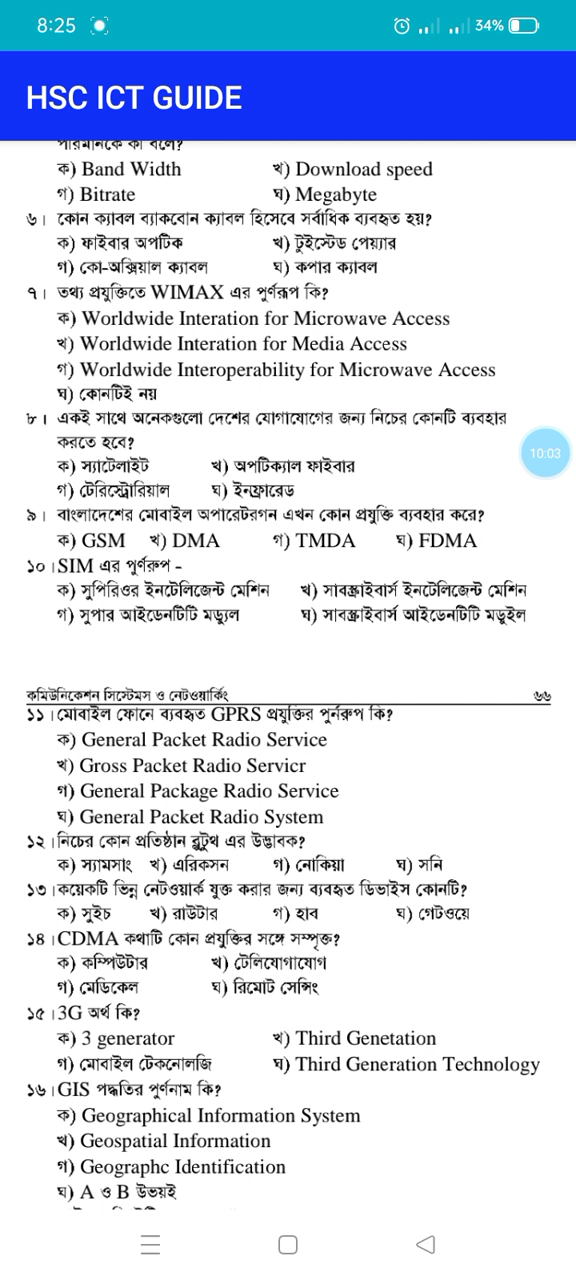 8:25
34%
HSC ICT GUIDE
পরিমানকে কী বলে?
ক) Band Width খ) Download speed
গ) Bitrate ঘ) Megabyte
৬। কোন ক্যাবল ব্যাকবোন ক্যাবল হিসেবে সর্বাধিক ব্যবহৃত হয়?
ক) ফাইবার অপটিক খ) টুইস্টেড পেয়ার
গ) কো-অক্সিয়াল ক্যাবল ঘ) কপার ক্যাবল
৭। তথ্য প্রযুক্তিতে WIMAX এর পুর্ণরূপ কি?
ক) Worldwide Interation for Microwave Access
খ) Worldwide Interation for Media Access
গ) Worldwide Interoperability for Microwave Access
ঘ) কোনটিই নয়
৮। একই সাথে অনেকগুলো দেশের যোগাযোগের জন্য নিচের কোনটি ব্যবহার
করতে হবে?
10:03
ক) স্যাটেলাইট খ) অপটিক্যাল ফাইবার
গ) টেরিস্ট্রোরিয়াল ঘ) ইনফ্রারেড
৯। বাংলাদেশের মোবাইল অপারেটরগন এখন কোন প্রযুক্তি ব্যবহার করে?
ক) GSM খ) DMA গ) TMDA ঘ) FDMA
১০।SIM এর পুর্ণরুপ -
ক) সুপিরিওর ইনটেলিজেন্ট মেশিন খ) সাবস্ক্রাইবার্স ইনটেলিজেন্ট মেশিন
গ) সুপার আইডেনটিটি মড্যুল ঘ) সাবস্ক্রাইবার্স আইডেনটিটি মডুইল
কমিউনিকেশন সিস্টেমস ও নেটওয়ার্কিং ৬৬
১১।মোবাইল ফোনে ব্যবহৃত GPRS প্রযুক্তির পুর্নরুপ কি?
ক) General Packet Radio Service
খ) Gross Packet Radio Servicr
গ) General Package Radio Service
ঘ) General Packet Radio System
১২।নিচের কোন প্রতিষ্ঠান ব্লুটুথ এর উদ্ভাবক?
ক) স্যামসাং খ) এরিকসন গ) নোকিয়া ঘ) সনি
১৩।কয়েকটি ভিন্ন নেটওয়ার্ক যুক্ত করার জন্য ব্যবহৃত ডিভাইস কোনটি?
ক) সুইচ খ) রাউটার গ) হাব ঘ) গেটওয়ে
১৪।CDMA কথাটি কোন প্রযুক্তির সঙ্গে সম্পৃক্ত?
ক) কম্পিউটার খ) টেলিযোগাযোগ
গ) মেডিকেল ঘ) রিমোট সেন্সিং
১৫।3G অর্থ কি?
ক) 3 generator খ) Third Genetation
গ) মোবাইল টেকনোলজি ঘ) Third Generation Technology
১৬।GIS পদ্ধতির পুর্ণনাম কি?
ক) Geographical Information System
খ) Geospatial Information
গ) Geographc Identification
ঘ) A ও B উভয়ই